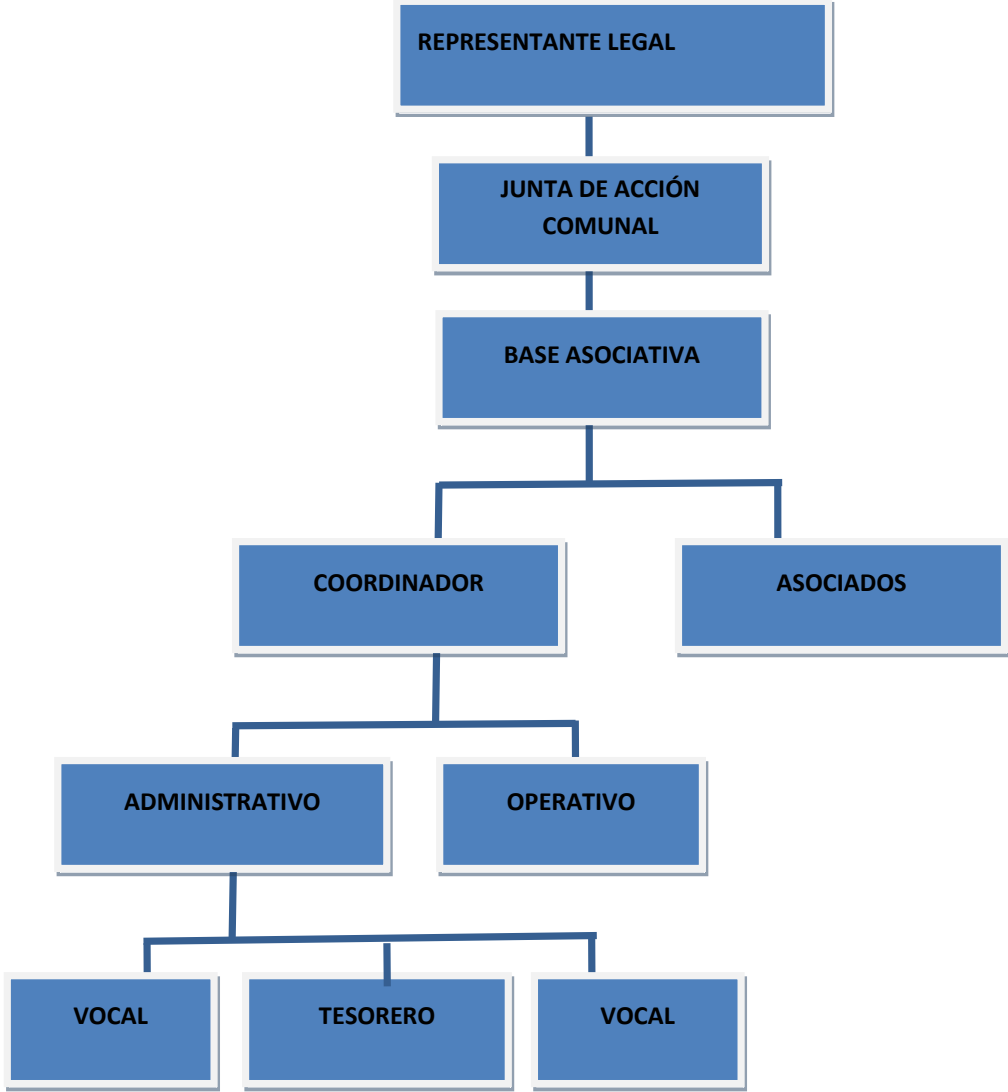 REPRESENTANTE LEGAL
JUNTA DE ACCIÓN
COMUNAL
BASE ASOCIATIVA
COORDINADOR
ASOCIADOS
ADMINISTRATIVO
OPERATIVO
VOCAL
TESORERO
VOCAL